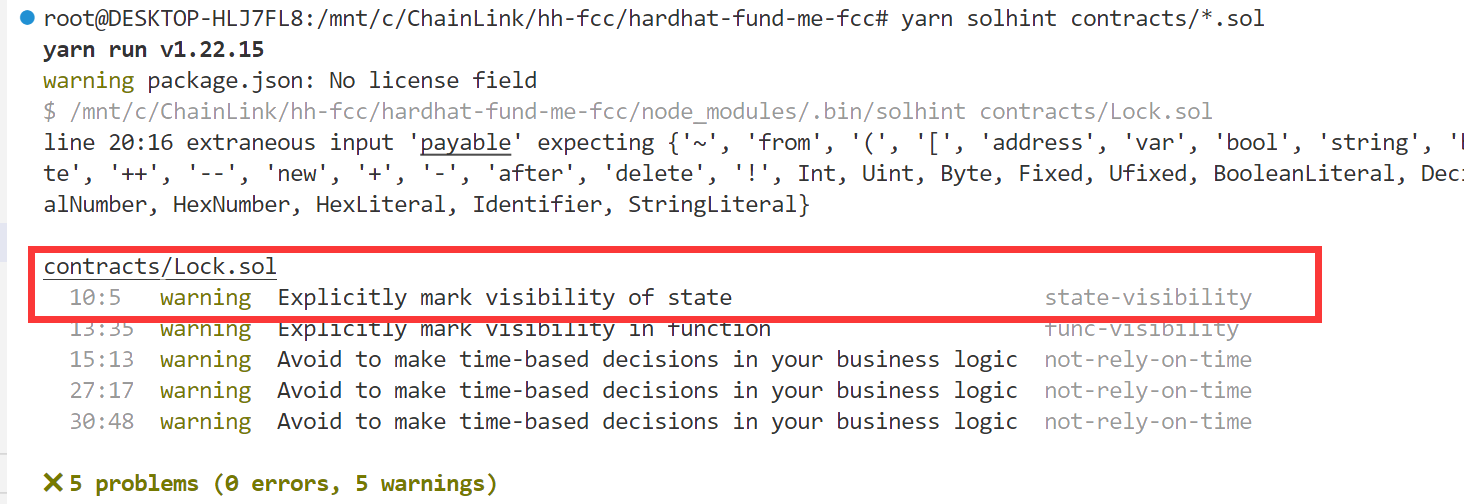 root@DESKTOP-HLJ7FL8:/mnt/c/ChainLink/hh-fcc/hardhat-fund-me-fcc# yarn solhint contracts/*.sol
yarn run v1.22.15
warning package.json: No license field
$ /mnt/c/ChainLink/hh-fcc/hardhat-fund-me-fcc/node_modules/.bin/solhint contracts/Lock.sol
line 20:16 extraneous input 'payable' expecting {'~', 'from', '(', '[', 'address', 'var', 'bool', 'string', '
te', '++', '--', 'new', '+', '-', 'after', 'delete', '!', Int, Uint, Byte, Fixed, Ufixed, BooleanLiteral, Deci
alNumber, HexNumber, HexLiteral, Identifier, StringLiteral}
contracts/Lock.sol
10:5 warning Explicitly mark visibility of state state-visibility
13:35 warning Explicitly mark visibility in function func-visibility
15:13 warning Avoid to make time-based decisions in your business logic not-rely-on-time
27:17 warning Avoid to make time-based decisions in your business logic not-rely-on-time
30:48 warning Avoid to make time-based decisions in your business logic not-rely-on-time
✖ 5 problems (0 errors, 5 warnings)